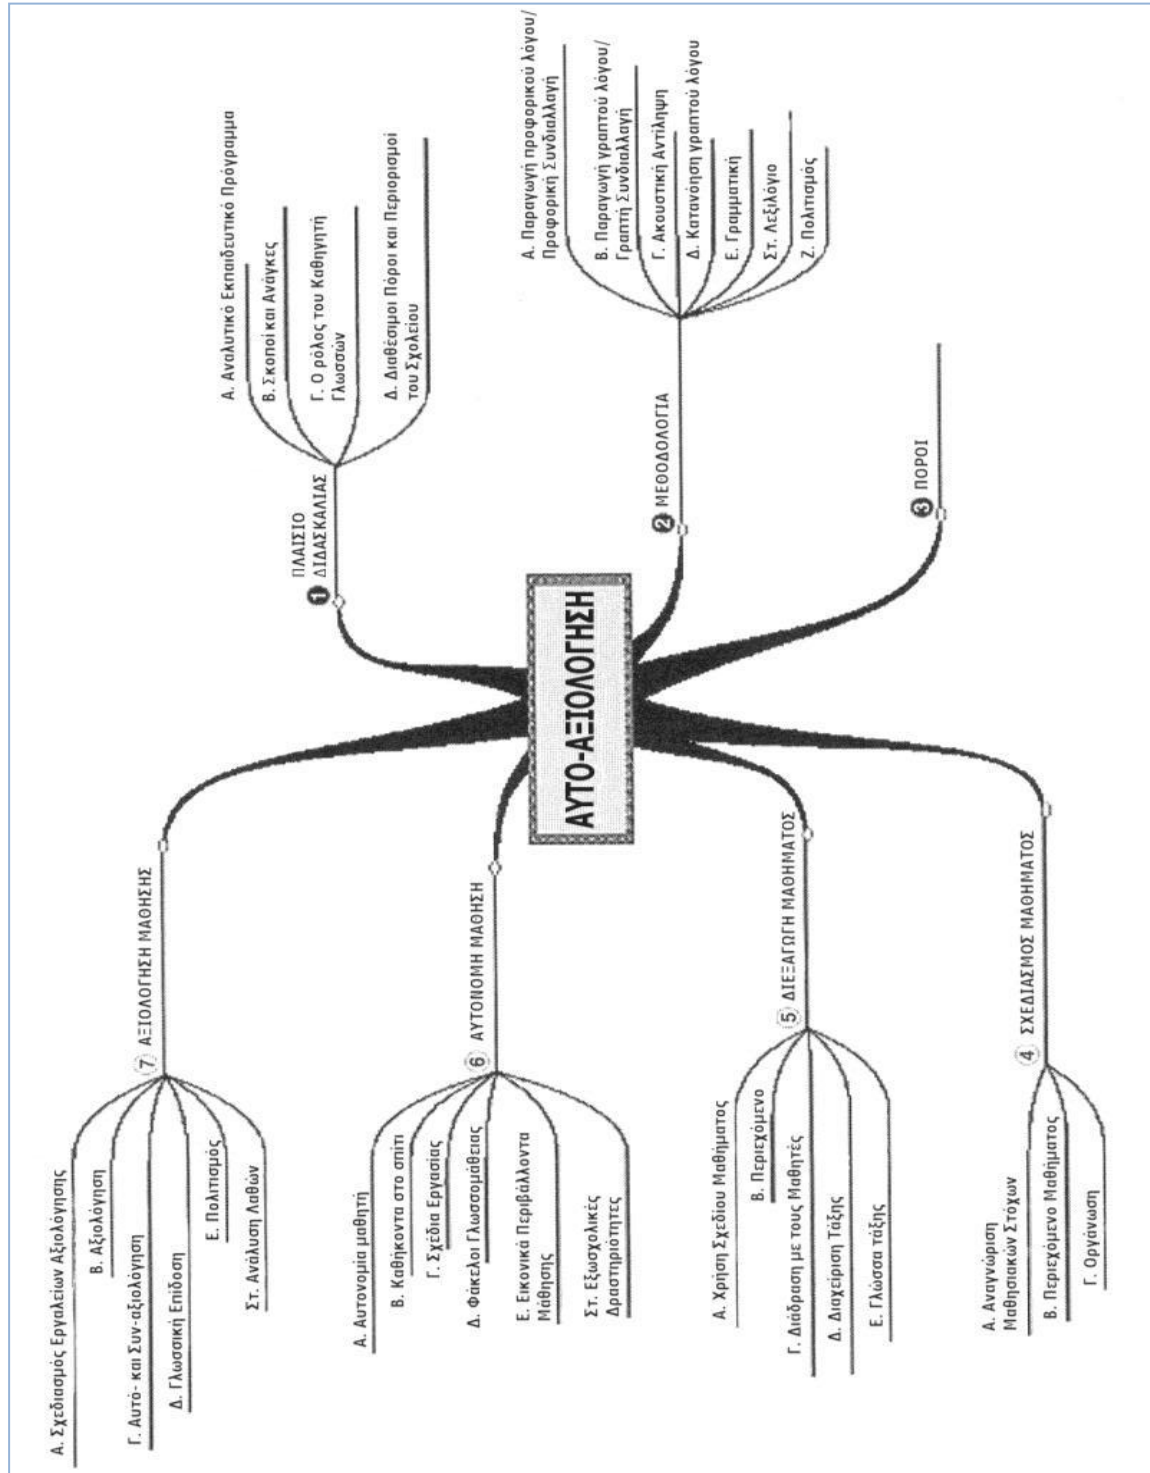 ΑΥΤΟ-ΑΞΙΟΛΟΓΗΣΗ
1 ΠΛΑΙΣΙΟ
ΔΙΔΑΣΚΑΛΙΑΣ
Α. Αναλυτικό Εκπαιδευτικό Πρόγραμμα
Β. Σκοποί και Ανάγκες
Γ. Ο ρόλος του Καθηγητή
Γλωσσών
Δ. Διαθέσιμοι Πόροι και Περιορισμοί
του Σχολείου
2 ΜΕΘΟΔΟΛΟΓΙΑ
Α. Παραγωγή προφορικού λόγου/
Προφορική Συνδιαλλαγή
Β. Παραγωγή γραπτού λόγου/
Γραπτή Συνδιαλλαγή
Γ. Ακουστική Αντίληψη
Δ. Κατανόηση γραπτού λόγου
Ε. Γραμματική
Στ. Λεξιλόγιο
Ζ. Πολιτισμός
3 ΠΟΡΟΙ
4 ΣΧΕΔΙΑΣΜΟΣ ΜΑΘΗΜΑΤΟΣ
Α. Αναγνώριση
Μαθησιακών Στόχων
Β. Περιεχόμενο Μαθήματος
Γ. Οργάνωση
5 ΔΙΕΞΑΓΩΓΗ ΜΑΘΗΜΑΤΟΣ
Α. Χρήση Σχεδίου Μαθήματος
Β. Περιεχόμενο
Γ. Διάδραση με τους Μαθητές
Δ. Διαχείριση Τάξης
Ε. Γλώσσα τάξης
6 ΑΥΤΟΝΟΜΗ ΜΑΘΗΣΗ
Α. Αυτονομία μαθητή
Β. Καθήκοντα στο σπίτι
Γ. Σχέδια Εργασίας
Δ. Φάκελοι Γλωσσομάθειας
Ε. Εικονικά Περιβάλλοντα
Μάθησης
Στ. Εξωσχολικές
Δραστηριότητες
7 ΑΞΙΟΛΟΓΗΣΗ ΜΑΘΗΣΗΣ
Α. Σχεδιασμός Εργαλείων Αξιολόγησης
Β. Αξιολόγηση
Γ. Αυτό- και Συν-αξιολόγηση
Δ. Γλωσσική Επίδοση
Ε. Πολιτισμός
Στ. Ανάλυση Λαθών